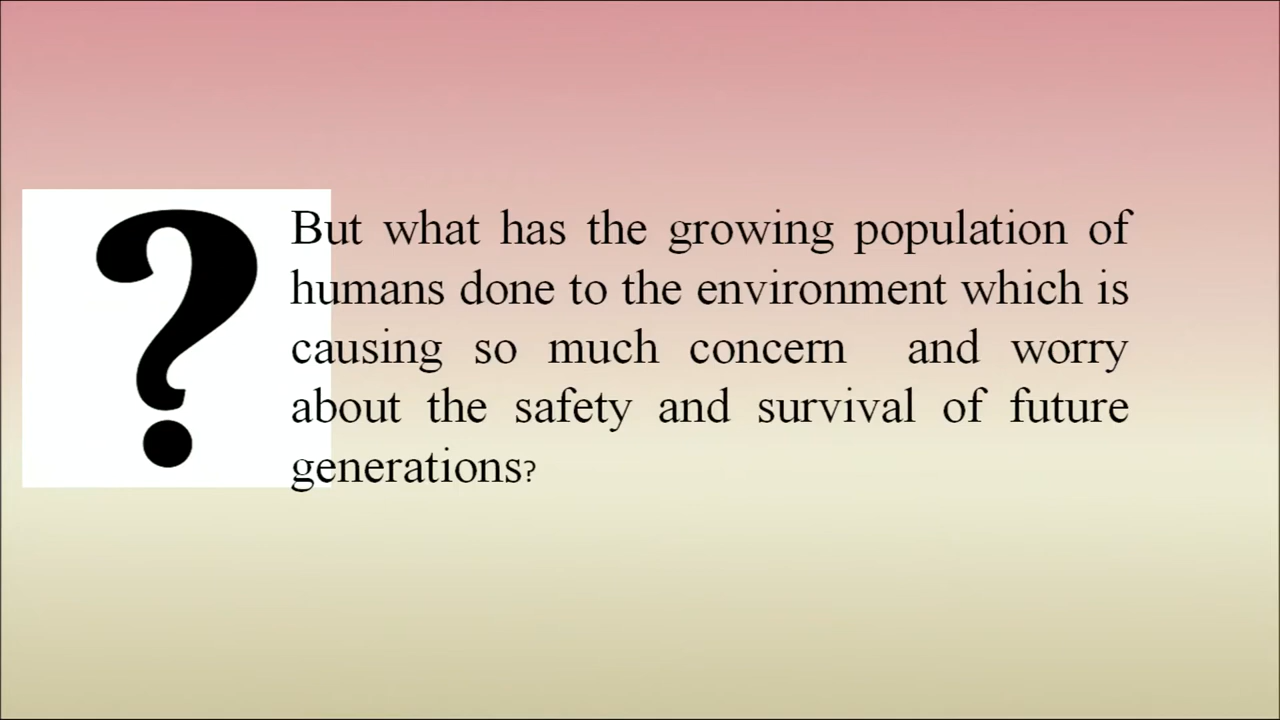 But what has the growing population of
humans done to the environment which is
causing so much concern and worry
about the safety and survival of future
generations?
?